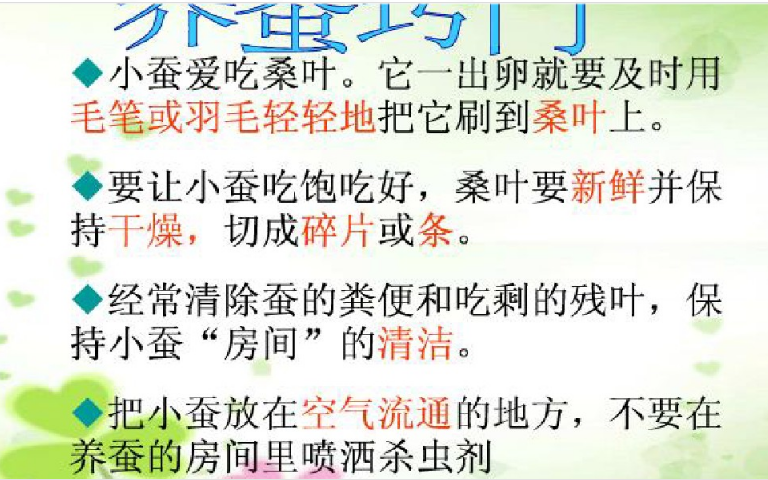 养蚕窍门
◆小蚕爱吃桑叶。它一出卵就要及时用
毛笔或羽毛轻轻地把它刷到桑叶上。
◆要让小蚕吃饱吃好，桑叶要新鲜并保
持干燥，切成碎片或条。
◆经常清除蚕的粪便和吃剩的残叶，保
持小蚕“房间”的清洁。
◆把小蚕放在空气流通的地方，不要在
养蚕的房间里喷洒杀虫剂